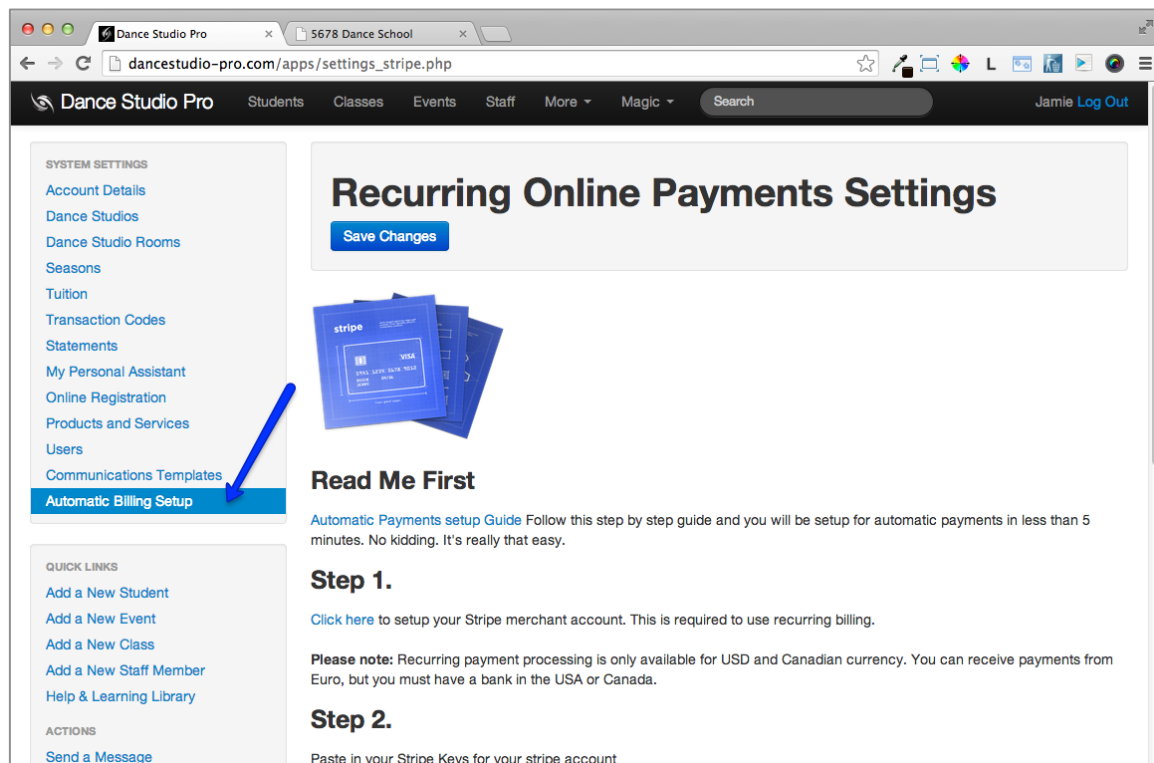 Dance Studio Pro
5678 Dance School
dancestudio-pro.com/apps/settings_stripe.php
Dance Studio Pro Students Classes Events Staff More Magic Search Jamie Log Out
SYSTEM SETTINGS
Account Details
Dance Studios
Dance Studio Rooms
Seasons
Tuition
Transaction Codes
Statements
My Personal Assistant
Online Registration
Products and Services
Users
Communications Templates
Automatic Billing Setup
QUICK LINKS
Add a New Student
Add a New Event
Add a New Class
Add a New Staff Member
Help & Learning Library
ACTIONS
Send a Message
Recurring Online Payments Settings
Save Changes
stripe
VISA
Read Me First
Automatic Payments setup Guide Follow this step by step guide and you will be setup for automatic payments in less than 5
minutes. No kidding. It's really that easy.
Step 1.
Click here to setup your Stripe merchant account. This is required to use recurring billing.
Please note: Recurring payment processing is only available for USD and Canadian currency. You can receive payments from
Euro, but you must have a bank in the USA or Canada.
Step 2.
Paste in your Stripe Keys for your stripe account